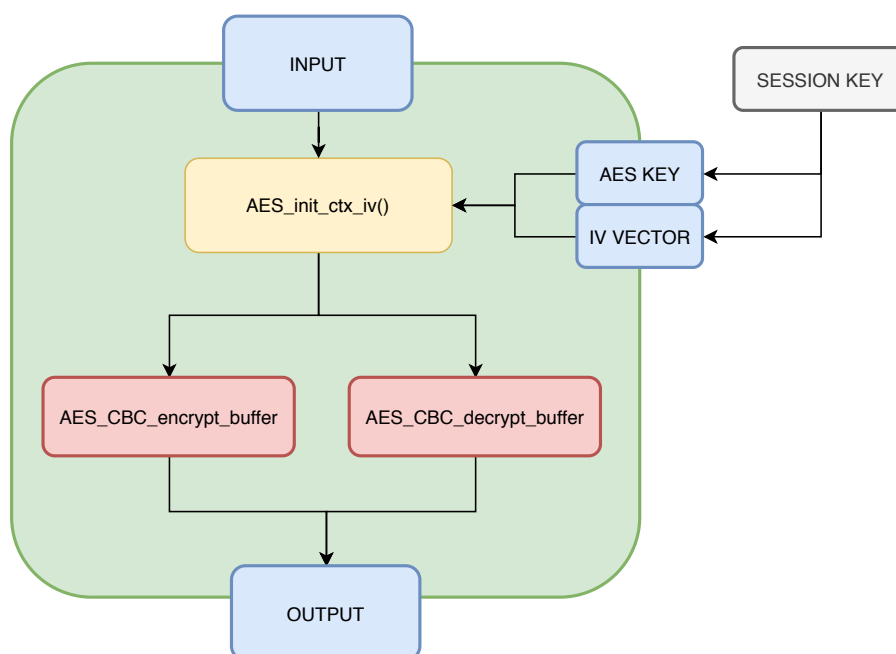 INPUT
SESSION KEY
AES KEY
AES_init_ctx_iv()
IV VECTOR
AES_CBC_encrypt_buffer
AES_CBC_decrypt_buffer
OUTPUT